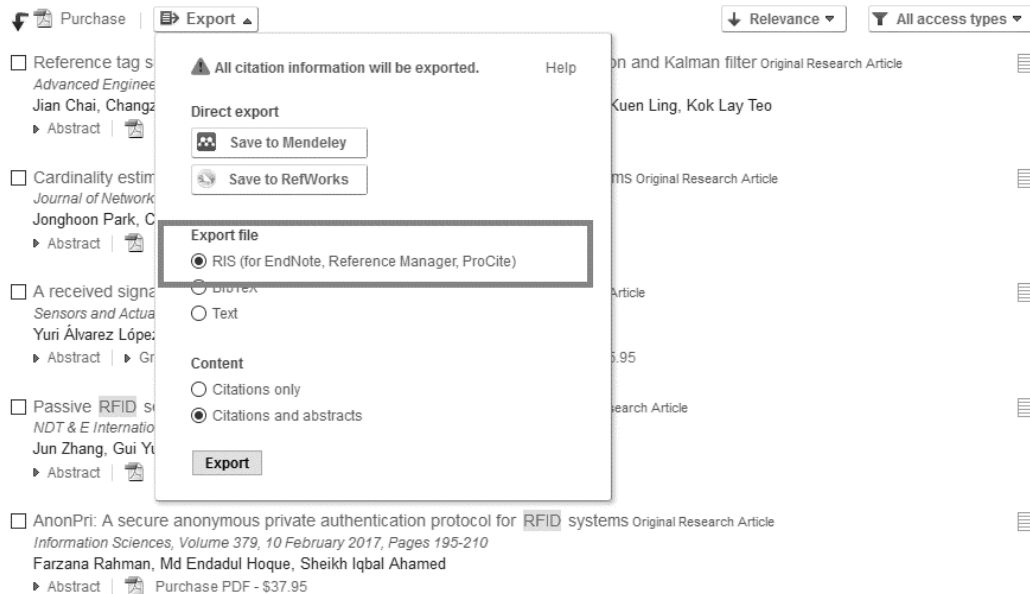 Purchase Export Relevance All access types
Reference tag s on and Kalman filter Original Research Article
Advanced Enginee
Jian Chai, Changz Kuen Ling, Kok Lay Teo
Abstract
All citation information will be exported. Help
Direct export
Save to Mendeley
Save to RefWorks
Cardinality estim ms Original Research Article
Journal of Network
Jonghoon Park, C
Abstract
Export file
RIS (for EndNote, Reference Manager, ProCite)
BibTeX
Text
A received signa Article
Sensors and Actua
Yuri Álvarez López
Abstract Gr 5.95
Content
Citations only
Citations and abstracts
Export
Passive RFID s earch Article
NDT & E Internatio
Jun Zhang, Gui Yu
Abstract
AnonPri: A secure anonymous private authentication protocol for RFID systems Original Research Article
Information Sciences, Volume 379, 10 February 2017, Pages 195-210
Farzana Rahman, Md Endadul Hoque, Sheikh Iqbal Ahamed
Abstract Purchase PDF - $37.95